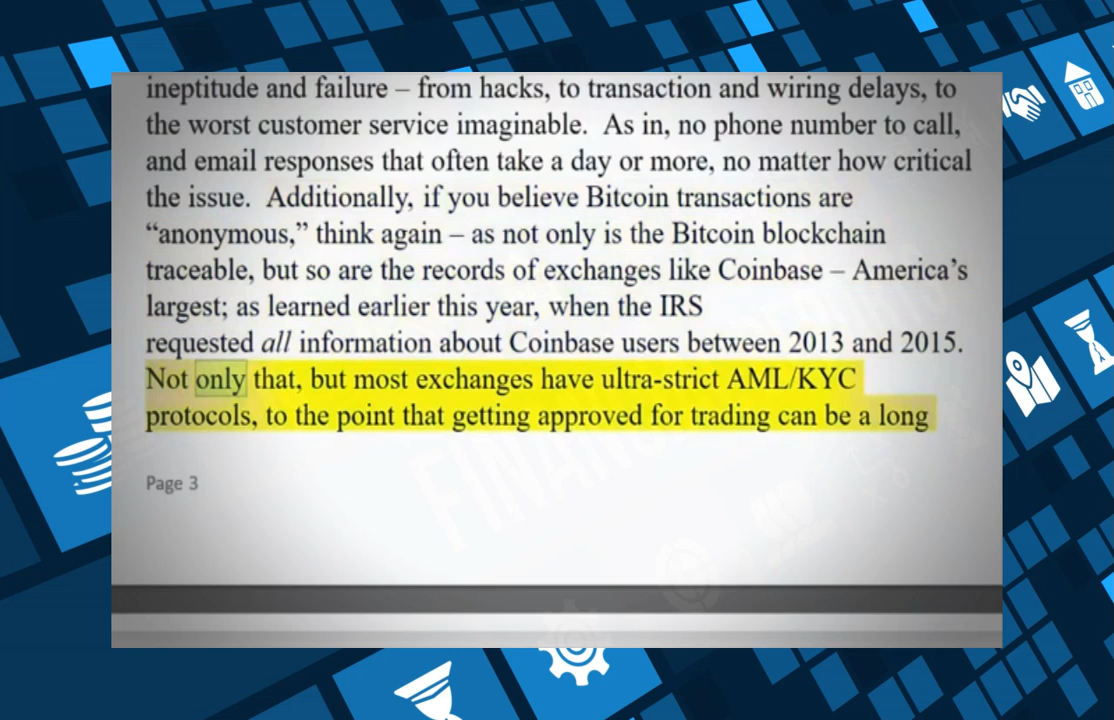 ineptitude and failure – from hacks, to transaction and wiring delays, to
the worst customer service imaginable.  As in, no phone number to call,
and email responses that often take a day or more, no matter how critical
the issue.  Additionally, if you believe Bitcoin transactions are
“anonymous,” think again – as not only is the Bitcoin blockchain
traceable, but so are the records of exchanges like Coinbase – America’s
largest; as learned earlier this year, when the IRS
requested all information about Coinbase users between 2013 and 2015.
Not only that, but most exchanges have ultra-strict AML/KYC
protocols, to the point that getting approved for trading can be a long
Page 3